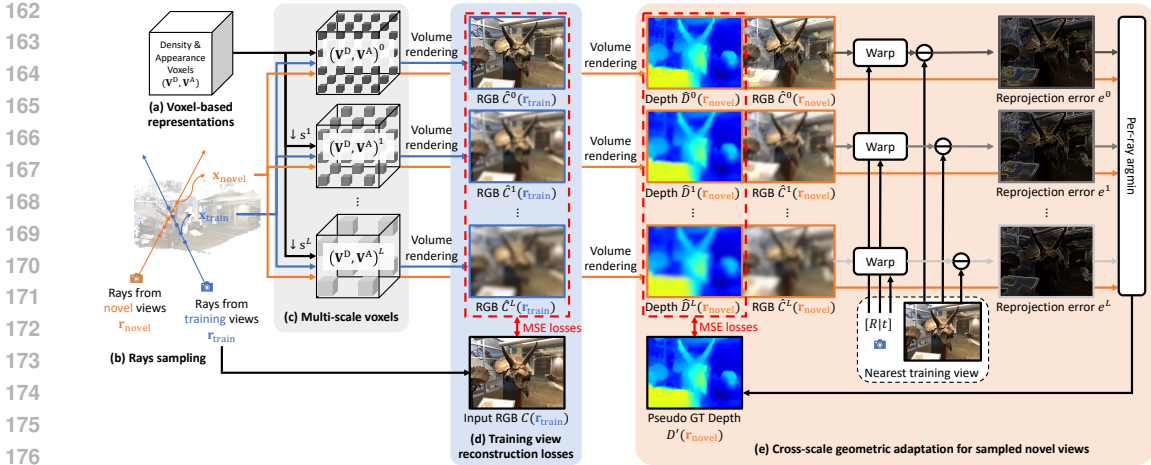 162
163
164
165
166
167
168
169
170
171
172
173
174
175
176
Density &
Appearance
Voxels
(V^D, V^A)
(a) Voxel-based
representations
x_novel
x_train
Rays from
novel views
r_novel
Rays from
training views
r_train
(b) Rays sampling
(V^D, V^A)^0
↓ s^1
(V^D, V^A)^1
⋮
↓ s^L
(V^D, V^A)^L
(c) Multi-scale voxels
Volume
rendering
Volume
rendering
Volume
rendering
RGB Ĉ^0(r_train)
RGB Ĉ^1(r_train)
⋮
RGB Ĉ^L(r_train)
MSE losses
Input RGB C(r_train)
(d) Training view
reconstruction losses
Volume
rendering
Volume
rendering
Volume
rendering
Depth D̂^0(r_novel)
RGB Ĉ^0(r_novel)
Depth D̂^1(r_novel)
RGB Ĉ^1(r_novel)
⋮
⋮
Depth D̂^L(r_novel)
RGB Ĉ^L(r_novel)
MSE losses
Pseudo GT Depth
D′(r_novel)
Warp
Warp
Warp
[R|t]
Nearest training view
Reprojection error e^0
Reprojection error e^1
⋮
Reprojection error e^L
Per-ray argmin
(e) Cross-scale geometric adaptation for sampled novel views